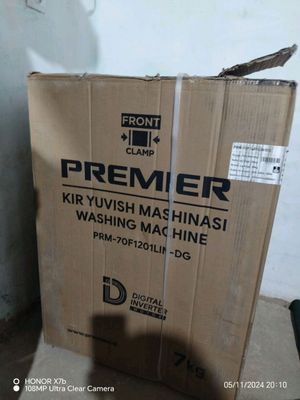 FRONT
CLAMP
PREMIER
KIR YUVISH MASHINASI
WASHING MACHINE
PRM-70F1201LIN-DG
D
DIGITAL
INVERTER
MOTOR
7kg
HONOR X7b
108MP Ultra Clear Camera
05/11/2024 20:10